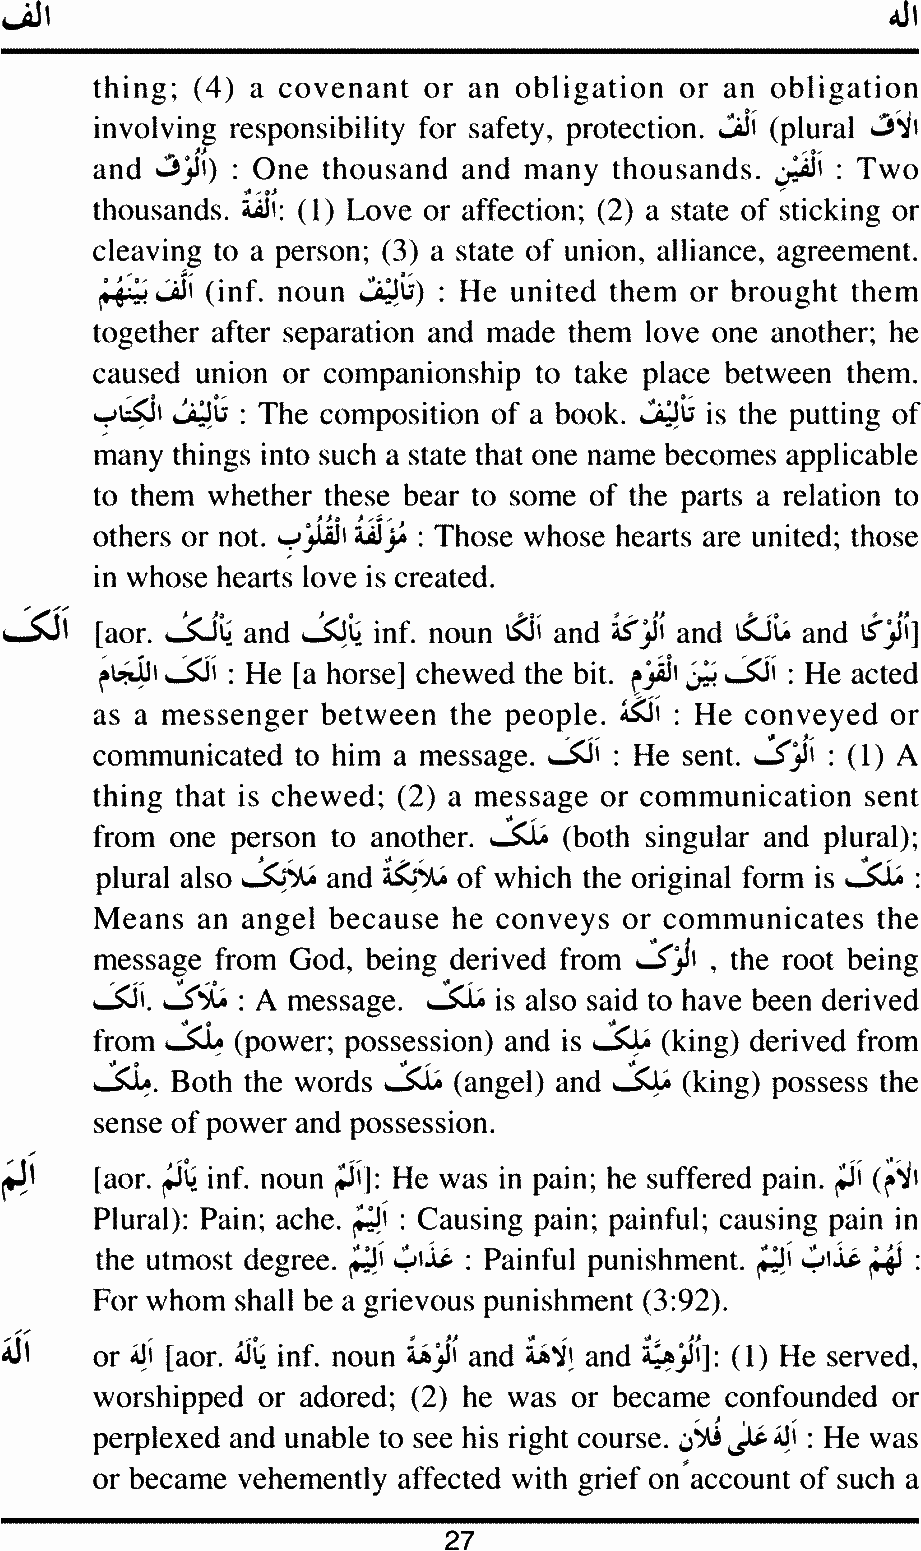 الف اله
thing; (4) a covenant or an obligation or an obligation
involving responsibility for safety, protection. اَلْفٌ (plural اٰلَافٌ
and اُلُوْفٌ) : One thousand and many thousands. اَلْفَيْنِ : Two
thousands. اُلْفَةٌ: (1) Love or affection; (2) a state of sticking or
cleaving to a person; (3) a state of union, alliance, agreement.
اَلَّفَ بَيْنَهُمْ (inf. noun تَاْلِيْفٌ) : He united them or brought them
together after separation and made them love one another; he
caused union or companionship to take place between them.
تَاْلِيْفُ الْكِتَابِ : The composition of a book. تَاْلِيْفٌ is the putting of
many things into such a state that one name becomes applicable
to them whether these bear to some of the parts a relation to
others or not. مُؤَلَّفَةُ الْقُلُوْبِ : Those whose hearts are united; those
in whose hearts love is created.
اَلَكَ [aor. يَاْلُكُ and يَاْلِكُ inf. noun اَلْكًا and اُلُوْكَةً and مَاْلَكًا and اُلُوْكًا]
اَلَكَ اللِّجَامَ : He [a horse] chewed the bit. اَلَكَ بَيْنَ الْقَوْمِ : He acted
as a messenger between the people. اَلَكَهٗ : He conveyed or
communicated to him a message. اَلَكَ : He sent. اَلُوْكٌ : (1) A
thing that is chewed; (2) a message or communication sent
from one person to another. مَلَكٌ (both singular and plural);
plural also مَلَائِكُ and مَلَائِكَةٌ of which the original form is مَلَكٌ :
Means an angel because he conveys or communicates the
message from God, being derived from اَلُوْكٌ , the root being
اَلَكَ. مَلْاَكٌ : A message. مَلَكٌ is also said to have been derived
from مِلْكٌ (power; possession) and is مَلِكٌ (king) derived from
مِلْكٌ. Both the words مَلَكٌ (angel) and مَلِكٌ (king) possess the
sense of power and possession.
اَلِمَ [aor. يَاْلَمُ inf. noun اَلَمٌ]: He was in pain; he suffered pain. اَلَمٌ (اٰلَامٌ
Plural): Pain; ache. اَلِيْمٌ : Causing pain; painful; causing pain in
the utmost degree. عَذَابٌ اَلِيْمٌ : Painful punishment. لَهُمْ عَذَابٌ اَلِيْمٌ :
For whom shall be a grievous punishment (3:92).
اَلَهَ or اَلِهَ [aor. يَاْلَهُ inf. noun اُلُوْهَةٌ and اِلَاهَةٌ and اُلُوْهِيَّةٌ]: (1) He served,
worshipped or adored; (2) he was or became confounded or
perplexed and unable to see his right course. اَلِهَ عَلٰى فُلَانٍ : He was
or became vehemently affected with grief on account of such a
27